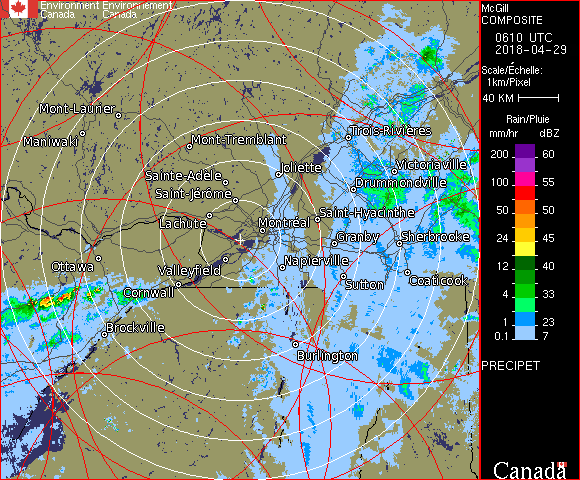 Environment Environnement
Canada Canada
Mont-Laurier
Maniwaki
Mont-Tremblant
Trois-Rivières
Joliette
Victoriaville
Sainte-Adèle
Drummondville
Saint-Jérôme
Lachute
Saint-Hyacinthe
Montréal
Granby
Sherbrooke
Ottawa
Valleyfield
Napierville
Sutton
Coaticook
Cornwall
Brockville
Burlington
McGill
COMPOSITE
0610 UTC
2018-04-29
Scale/Échelle:
1km/Pixel
40 KM
Rain/Pluie
mm/hr dBZ
200 60
100 55
50 50
24 45
12 40
4 33
1 23
0.1 7
PRECIPET
Canada